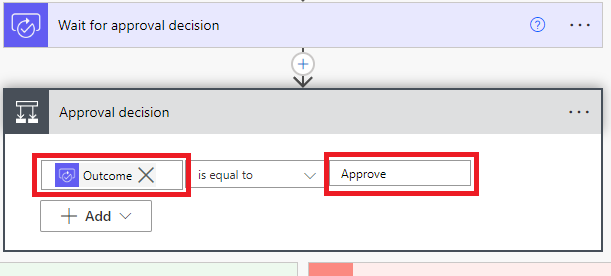 Wait for approval decision
Approval decision
Outcome is equal to Approve
Add